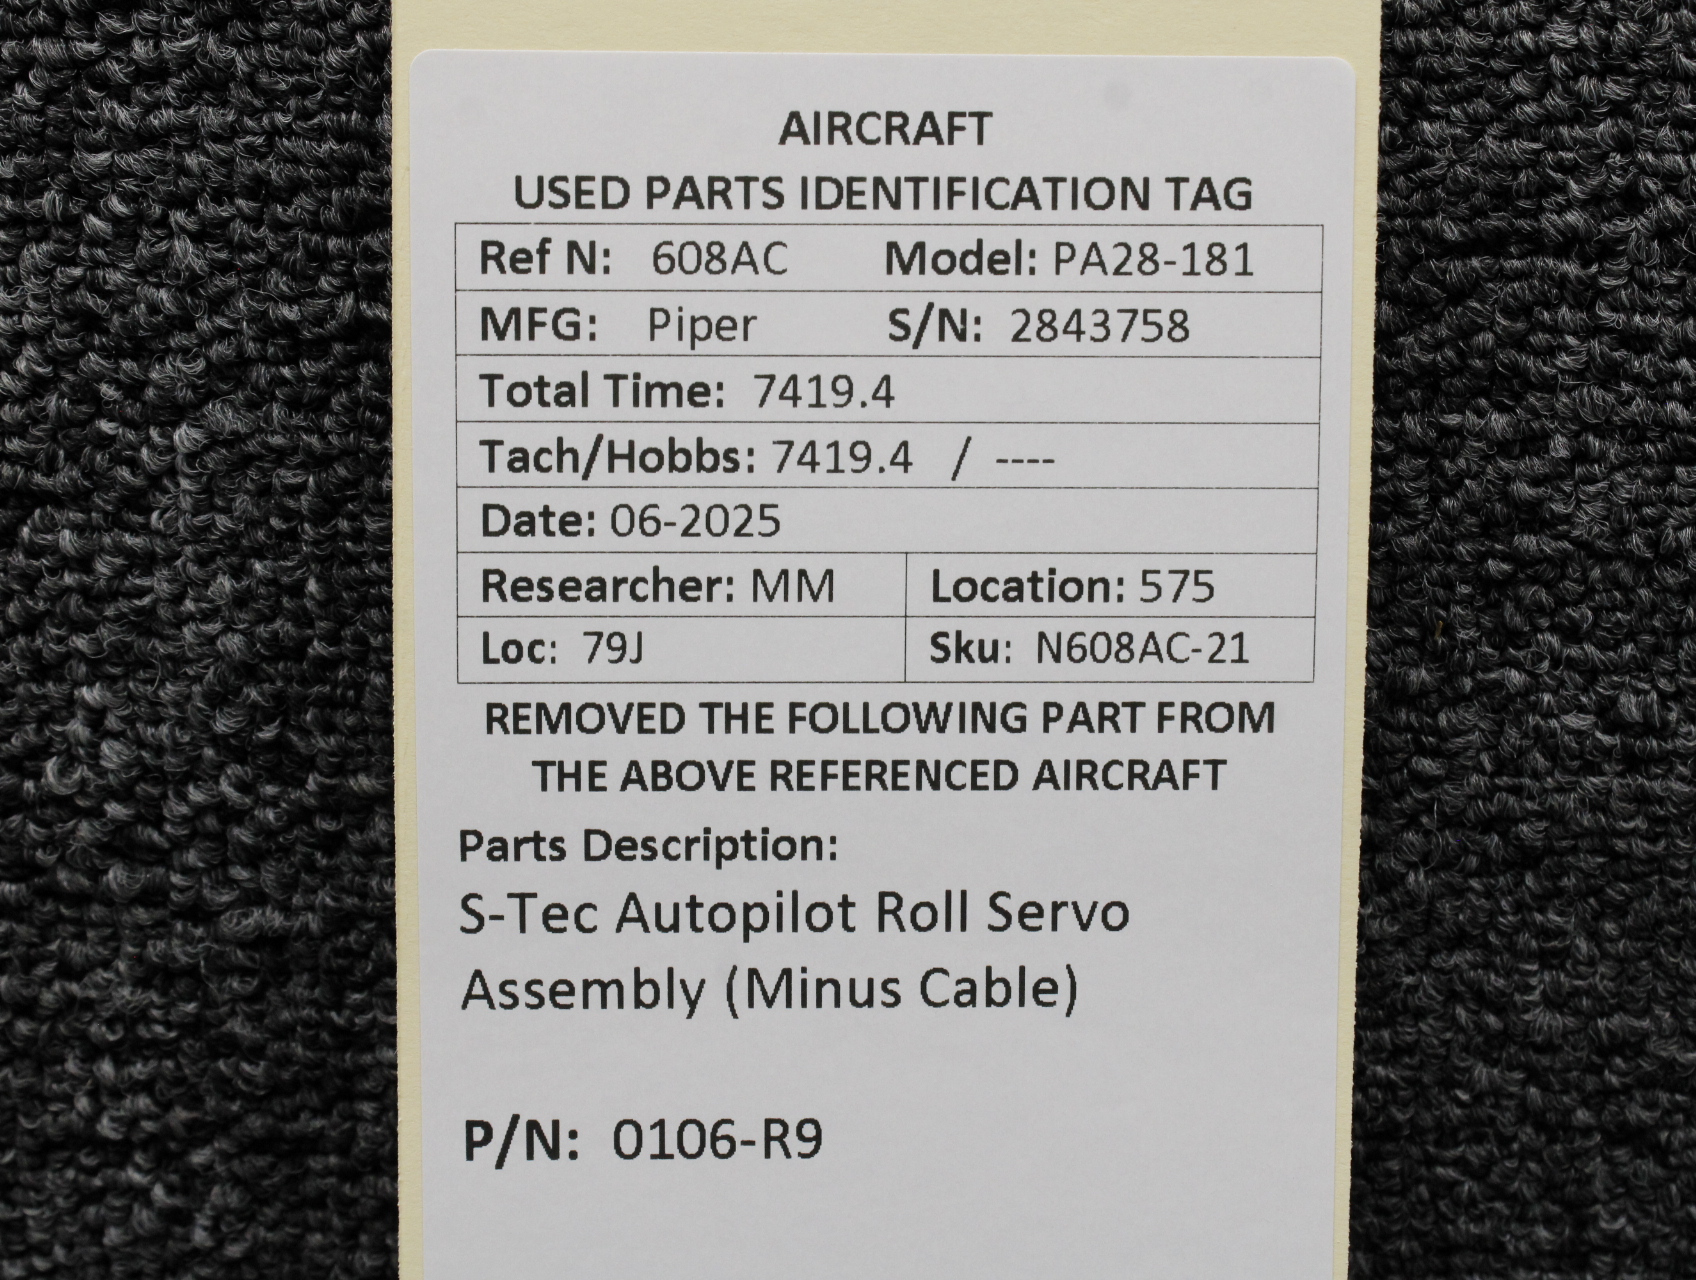 AIRCRAFT
USED PARTS IDENTIFICATION TAG
Ref N: 608AC Model: PA28-181
MFG: Piper S/N: 2843758
Total Time: 7419.4
Tach/Hobbs: 7419.4 / ----
Date: 06-2025
Researcher: MM Location: 575
Loc: 79J Sku: N608AC-21
REMOVED THE FOLLOWING PART FROM
THE ABOVE REFERENCED AIRCRAFT
Parts Description:
S-Tec Autopilot Roll Servo
Assembly (Minus Cable)
P/N: 0106-R9